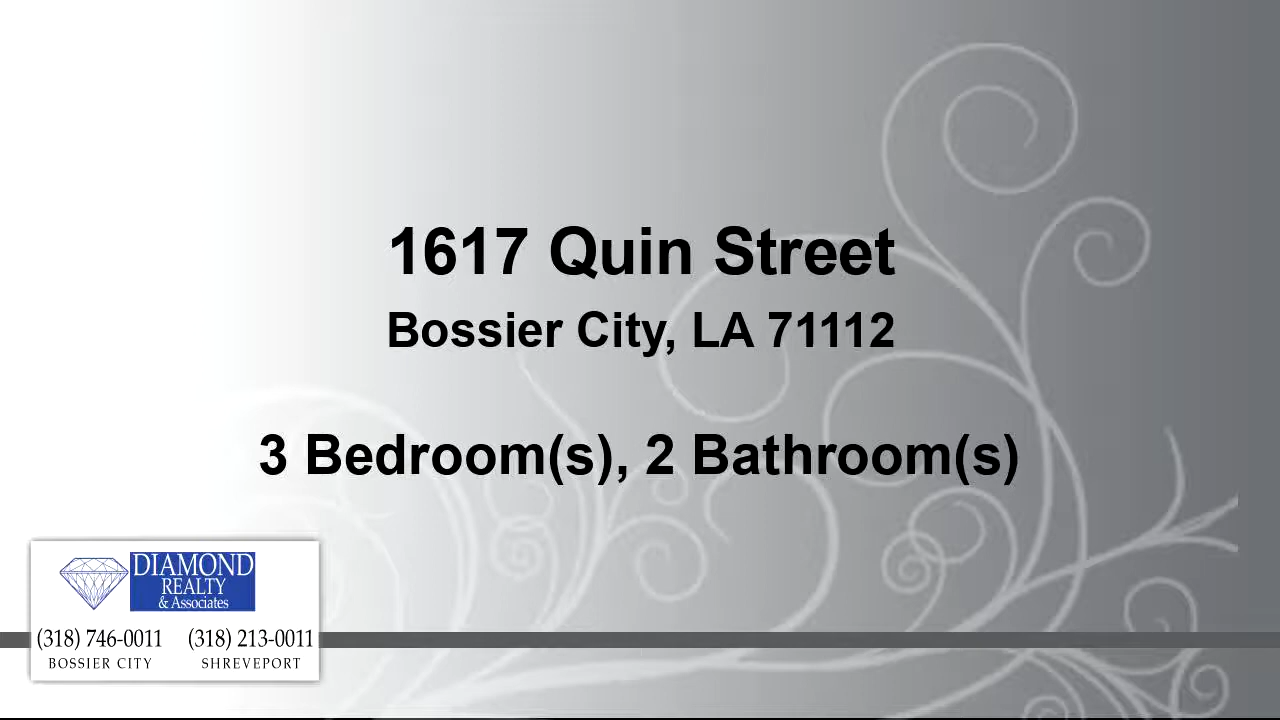 1617 Quin Street
Bossier City, LA 71112
3 Bedroom(s), 2 Bathroom(s)
DIAMOND
REALTY
& Associates
(318) 746-0011 (318) 213-0011
BOSSIER CITY SHREVEPORT